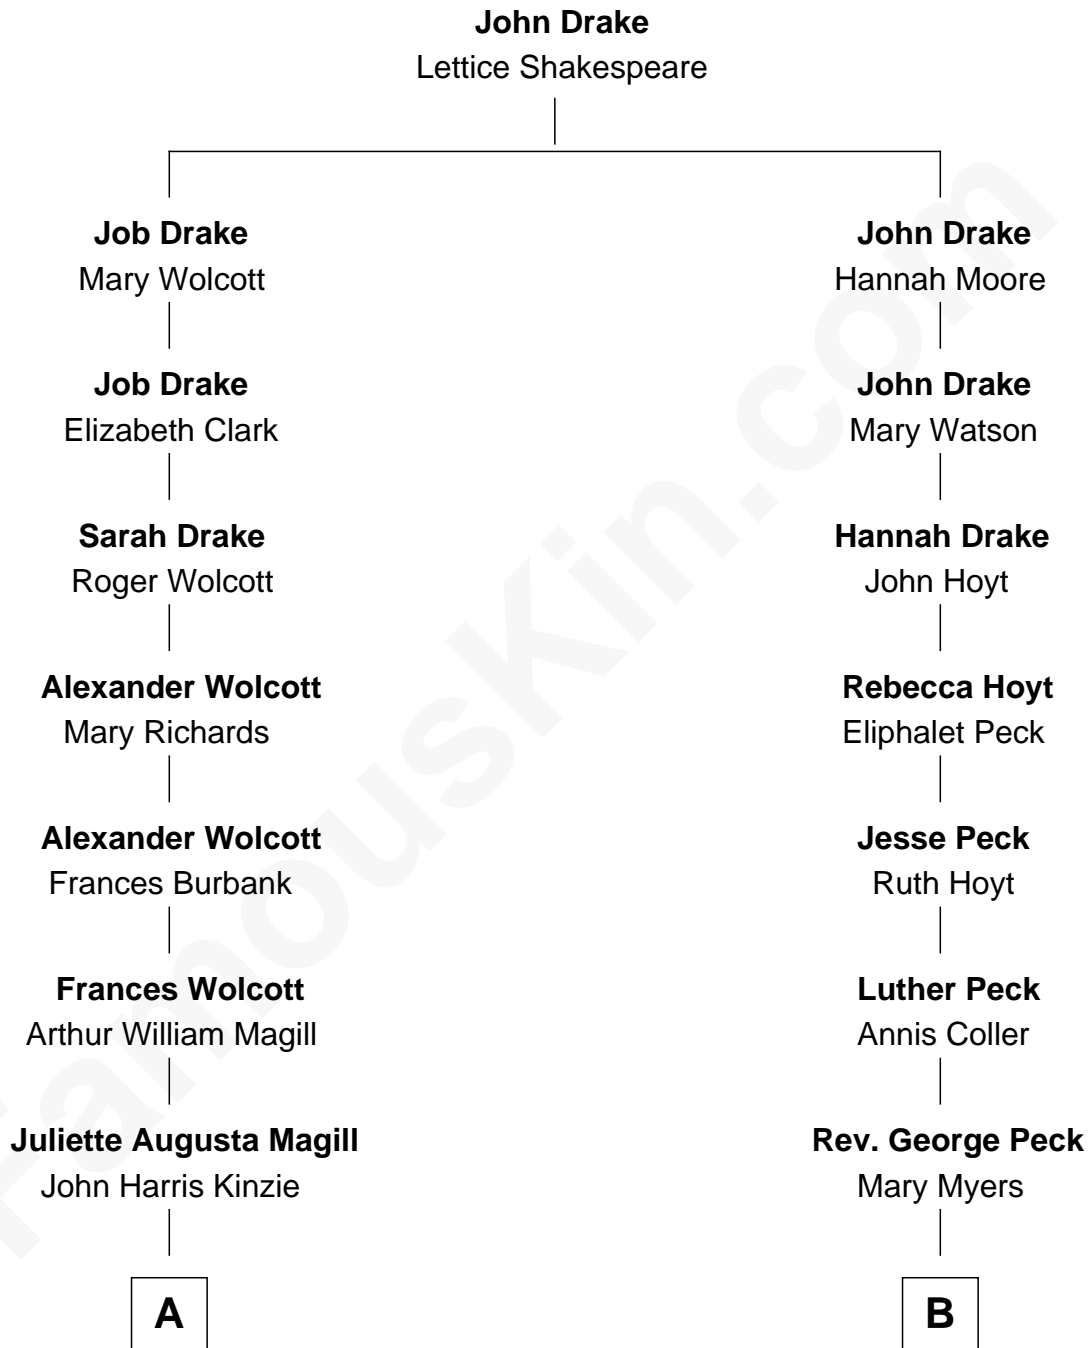 John Drake
Lettice Shakespeare
Job Drake
Mary Wolcott
John Drake
Hannah Moore
Job Drake
Elizabeth Clark
John Drake
Mary Watson
Sarah Drake
Roger Wolcott
Hannah Drake
John Hoyt
Alexander Wolcott
Mary Richards
Rebecca Hoyt
Eliphalet Peck
Alexander Wolcott
Frances Burbank
Jesse Peck
Ruth Hoyt
Frances Wolcott
Arthur William Magill
Luther Peck
Annis Coller
Juliette Augusta Magill
John Harris Kinzie
Rev. George Peck
Mary Myers
A
B
FamousKin.com